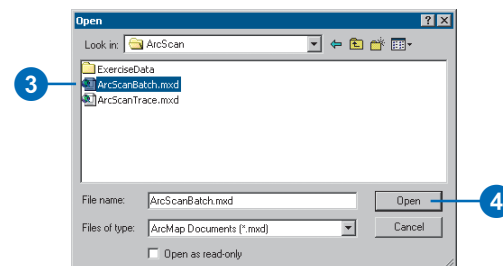 Open
Look in: ArcScan
ExerciseData
3 ArcScanBatch.mxd
ArcScanTrace.mxd
File name: ArcScanBatch.mxd Open 4
Files of type: ArcMap Documents (*.mxd) Cancel
Open as read-only